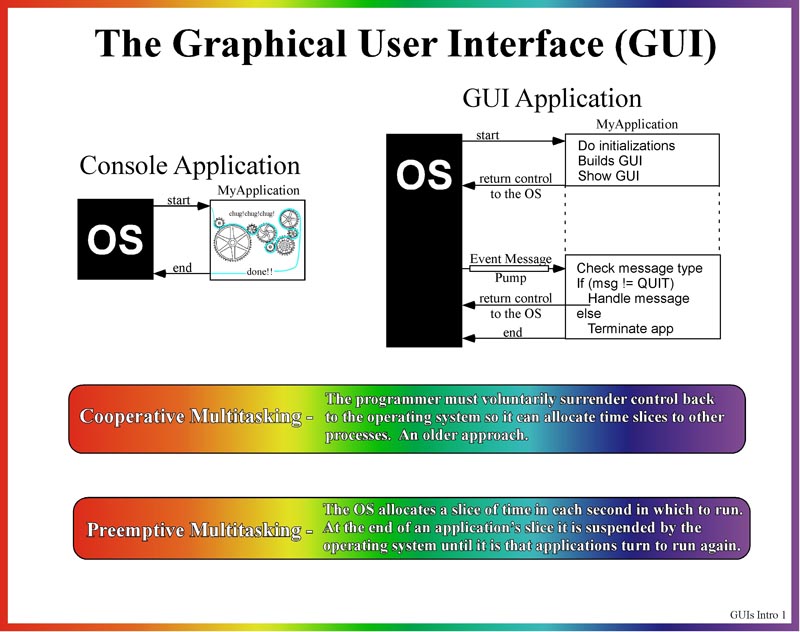 The Graphical User Interface (GUI)
Console Application
MyApplication
OS
start
chug!chug!chug!
end
done!!
GUI Application
MyApplication
OS
start
Do initializations
Builds GUI
Show GUI
return control
to the OS
Event Message
Pump
Check message type
If (msg != QUIT)
Handle message
else
Terminate app
return control
to the OS
end
Cooperative Multitasking -
The programmer must voluntarily surrender control back
to the operating system so it can allocate time slices to other
processes.  An older approach.
Preemptive Multitasking -
The OS allocates a slice of time in each second in which to run.
At the end of an application's slice it is suspended by the
operating system until it is that applications turn to run again.
GUIs Intro 1